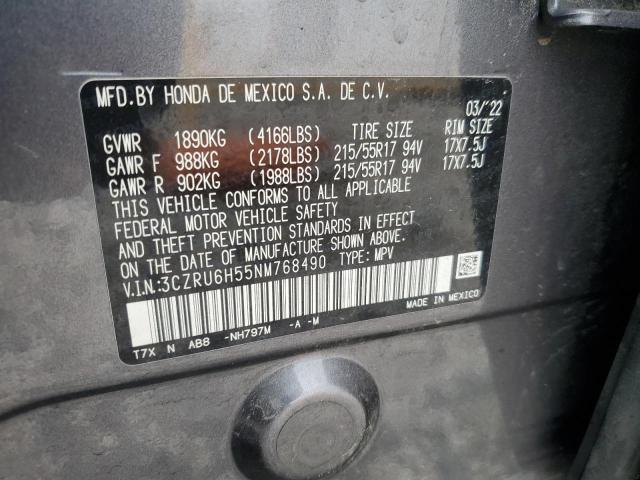 MFD.BY HONDA DE MEXICO S.A. DE C.V.
03/'22
GVWR 1890KG (4166LBS) TIRE SIZE RIM SIZE
GAWR F 988KG (2178LBS) 215/55R17 94V 17X7.5J
GAWR R 902KG (1988LBS) 215/55R17 94V 17X7.5J
THIS VEHICLE CONFORMS TO ALL APPLICABLE
FEDERAL MOTOR VEHICLE SAFETY
AND THEFT PREVENTION STANDARDS IN EFFECT
ON THE DATE OF MANUFACTURE SHOWN ABOVE.
V.I.N.:3CZRU6H55NM768490 TYPE: MPV
MADE IN MEXICO
T7X N AB8 -NH797M -A -M